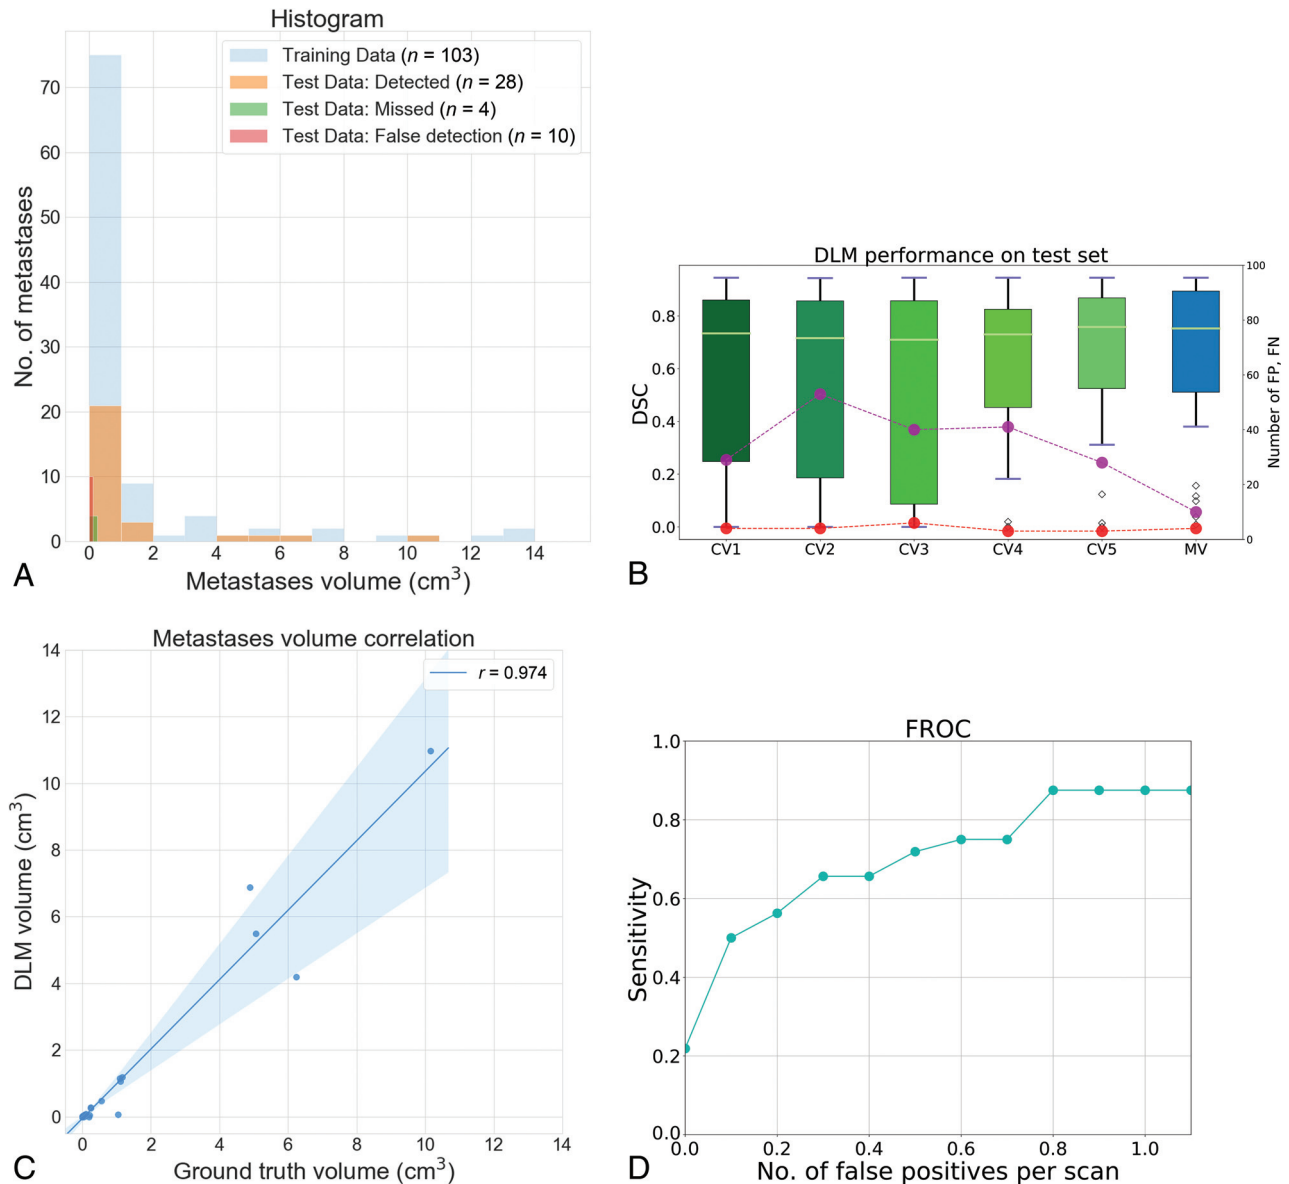 Histogram
Training Data (n = 103)
Test Data: Detected (n = 28)
Test Data: Missed (n = 4)
Test Data: False detection (n = 10)
No. of metastases
70
60
50
40
30
20
10
0
0 2 4 6 8 10 12 14
Metastases volume (cm³)
A
DLM performance on test set
DSC
0.8
0.6
0.4
0.2
0.0
100
80
60
40
20
0
Number of FP, FN
CV1 CV2 CV3 CV4 CV5 MV
B
Metastases volume correlation
r = 0.974
DLM volume (cm³)
14
12
10
8
6
4
2
0
0 2 4 6 8 10 12 14
Ground truth volume (cm³)
C
FROC
Sensitivity
1.0
0.8
0.6
0.4
0.2
0.0
0.0 0.2 0.4 0.6 0.8 1.0
No. of false positives per scan
D